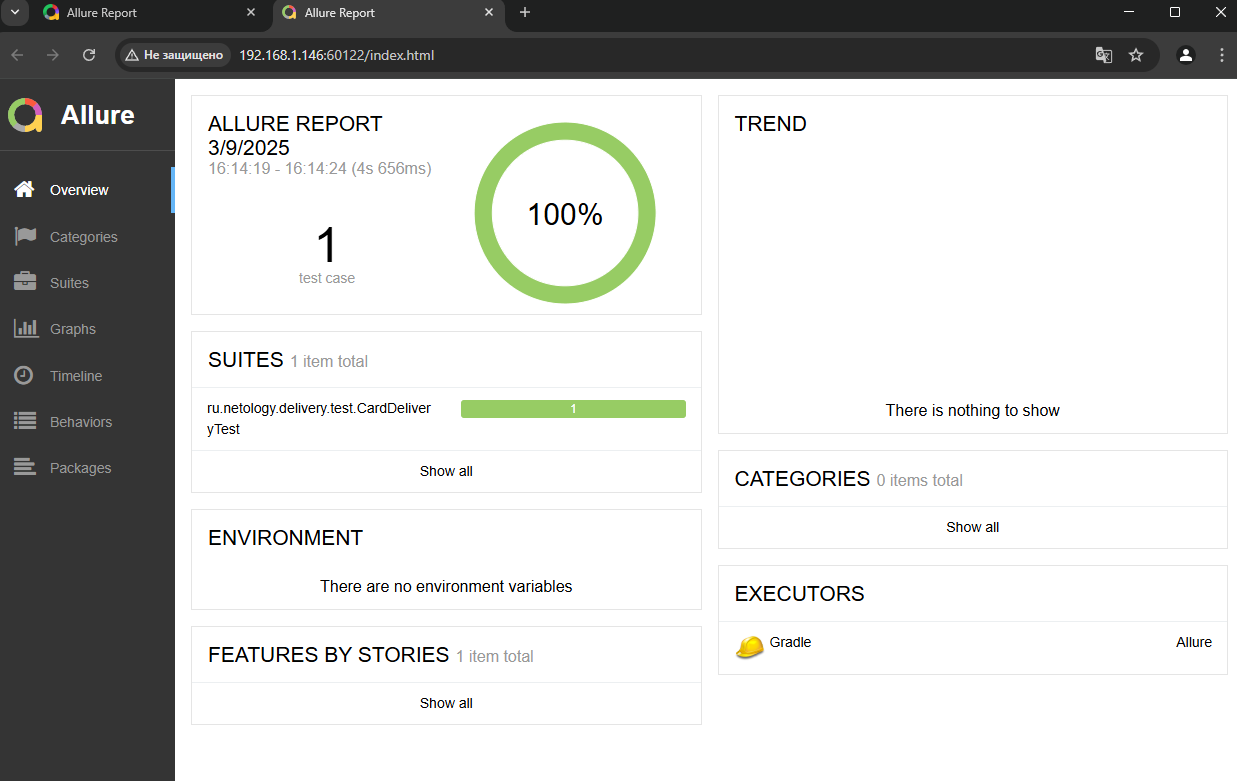 Allure Report
Allure Report
Не защищено
192.168.1.146:60122/index.html
Allure
Overview
Categories
Suites
Graphs
Timeline
Behaviors
Packages
ALLURE REPORT
3/9/2025
16:14:19 - 16:14:24 (4s 656ms)
1
test case
100%
SUITES 1 item total
ru.netology.delivery.test.CardDeliver
yTest
1
Show all
ENVIRONMENT
There are no environment variables
FEATURES BY STORIES 1 item total
Show all
TREND
There is nothing to show
CATEGORIES 0 items total
Show all
EXECUTORS
Gradle
Allure